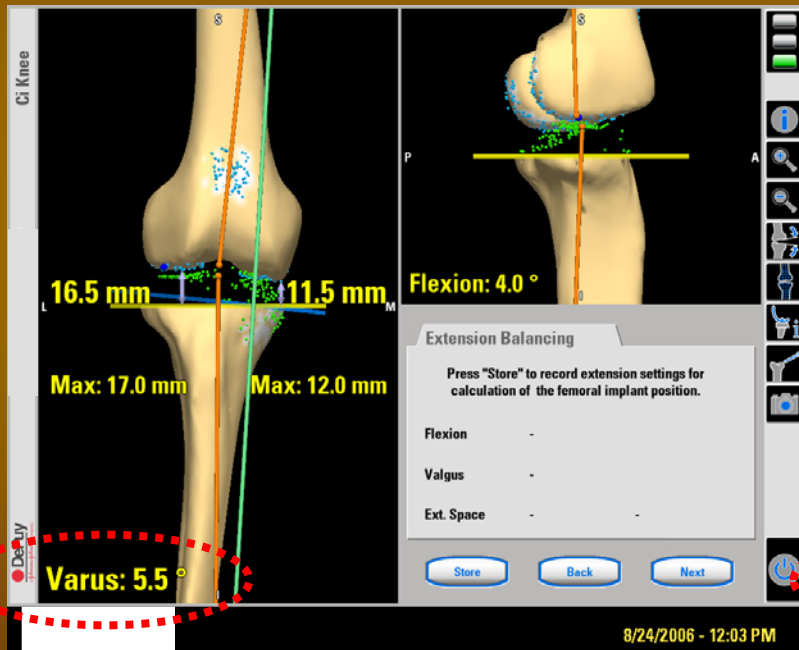 Ci Knee
S
16.5 mm
11.5 mm
L
M
Max: 17.0 mm
Max: 12.0 mm
DePuy
Varus: 5.5 °
S
P
A
Flexion: 4.0 °
I
Extension Balancing
Press "Store" to record extension settings for
calculation of the femoral implant position.
Flexion -
Valgus -
Ext. Space - -
Store
Back
Next
i
i
8/24/2006 - 12:03 PM